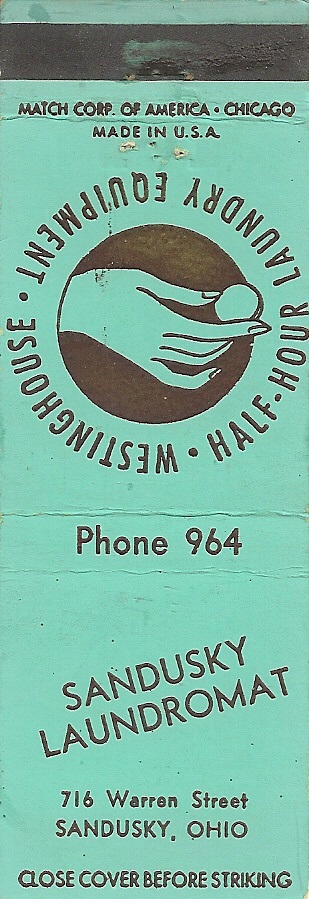 MATCH CORP. OF AMERICA • CHICAGO
MADE IN U.S.A.
WESTINGHOUSE • HALF-HOUR LAUNDRY EQUIPMENT •
Phone 964
SANDUSKY
LAUNDROMAT
716 Warren Street
SANDUSKY, OHIO
CLOSE COVER BEFORE STRIKING